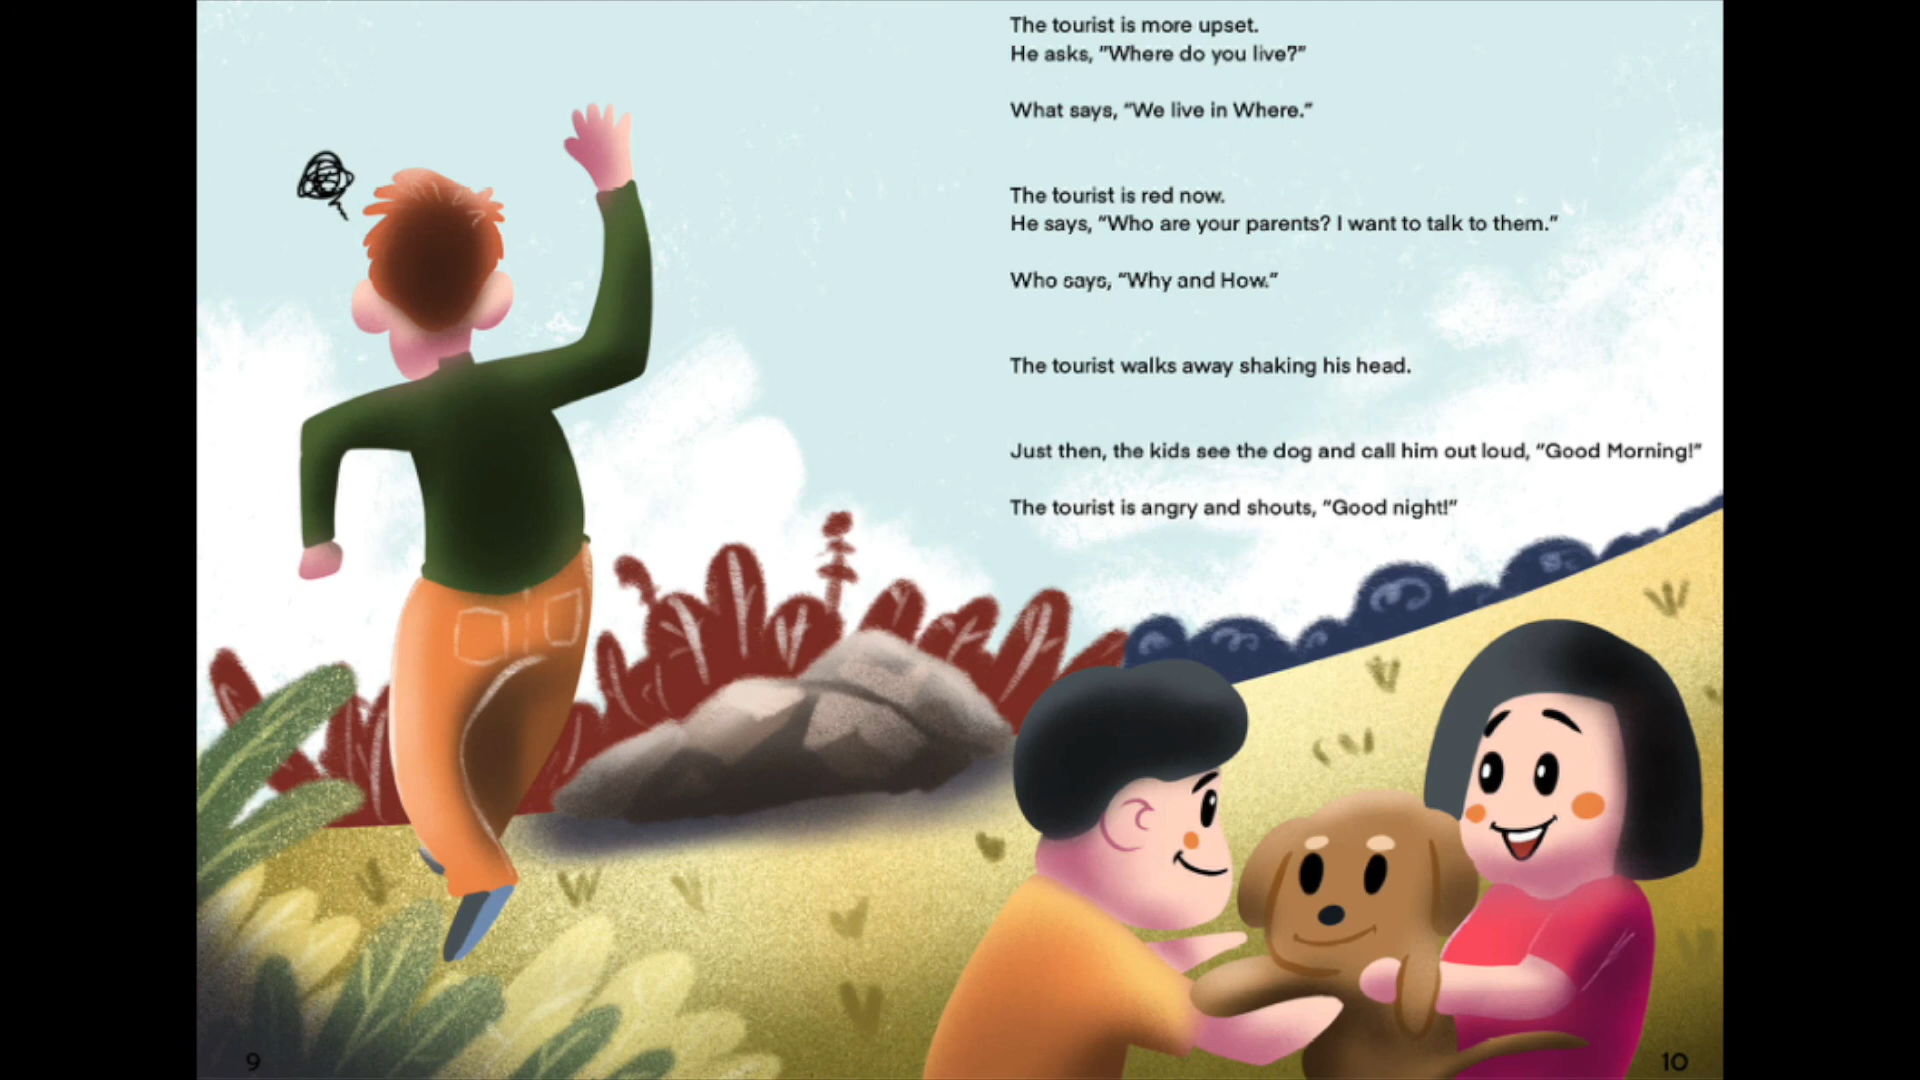 The tourist is more upset.
He asks, “Where do you live?”
What says, “We live in Where.”
The tourist is red now.
He says, “Who are your parents? I want to talk to them.”
Who says, “Why and How.”
The tourist walks away shaking his head.
Just then, the kids see the dog and call him out loud, “Good Morning!”
The tourist is angry and shouts, “Good night!”
9
10